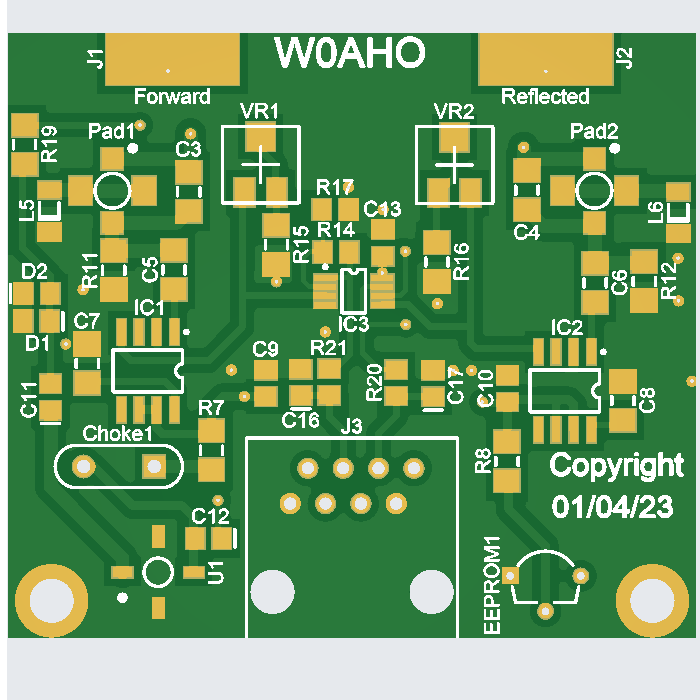 J1
W0AHO
J2
Forward
Reflected
VR1
VR2
R19
Pad1
C3
Pad2
R17
L5
C13
L6
C4
R15
R14
R16
R11
C5
C6
R12
D2
IC1
IC3
IC2
D1
C7
C9
R21
R20
C17
C10
C8
C11
C16
R7
J3
Choke1
R8
Copyright
01/04/23
C12
U1
EEPROM1